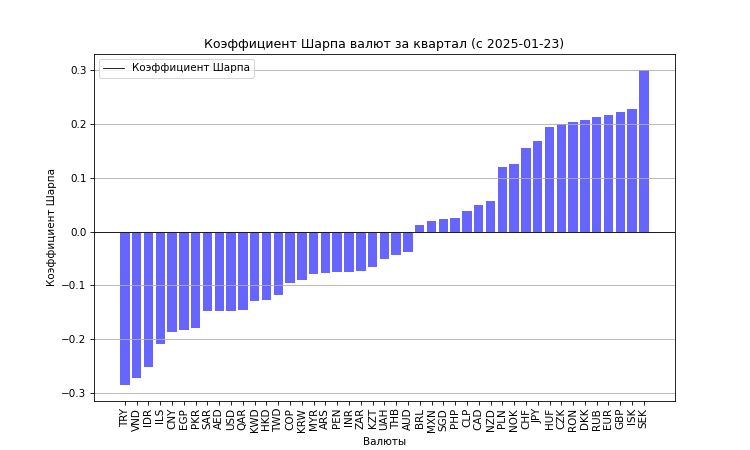 Коэффициент Шарпа валют за квартал (с 2025-01-23)
Коэффициент Шарпа
0.3
0.2
0.1
0.0
−0.1
−0.2
−0.3
Коэффициент Шарпа
TRY
VND
IDR
ILS
CNY
EGP
PKR
SAR
AED
USD
QAR
KWD
HKD
TWD
COP
KRW
MYR
ARS
PEN
INR
ZAR
KZT
UAH
THB
AUD
BRL
MXN
SGD
PHP
CLP
CAD
NZD
PLN
NOK
CHF
JPY
HUF
CZK
RON
DKK
RUB
EUR
GBP
ISK
SEK
Валюты